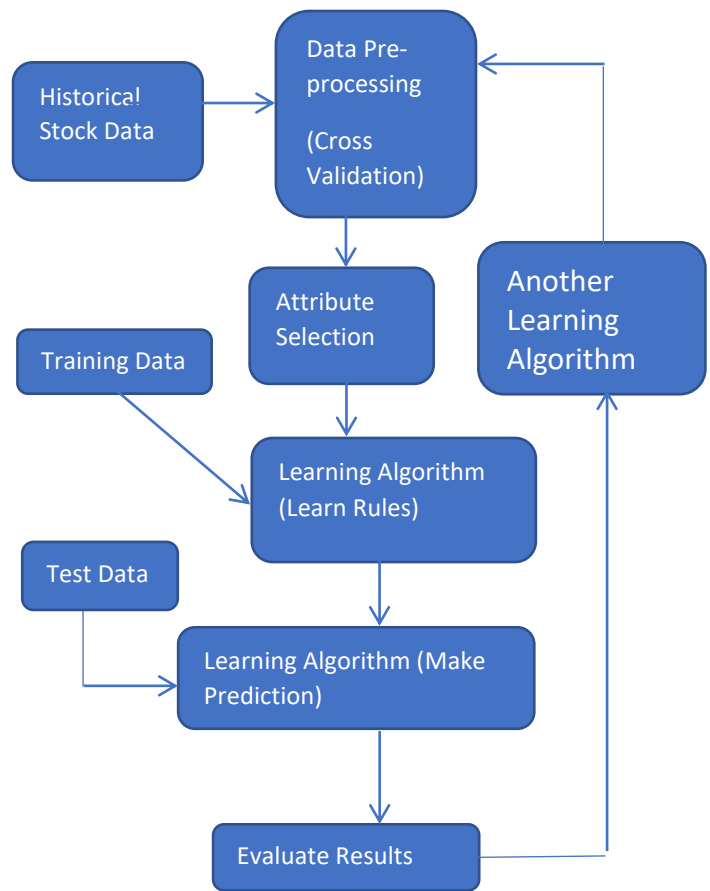 Data Pre-
processing
(Cross
Validation)
Historical
Stock Data
Attribute
Selection
Another
Learning
Algorithm
Training Data
Learning Algorithm
(Learn Rules)
Test Data
Learning Algorithm (Make
Prediction)
Evaluate Results